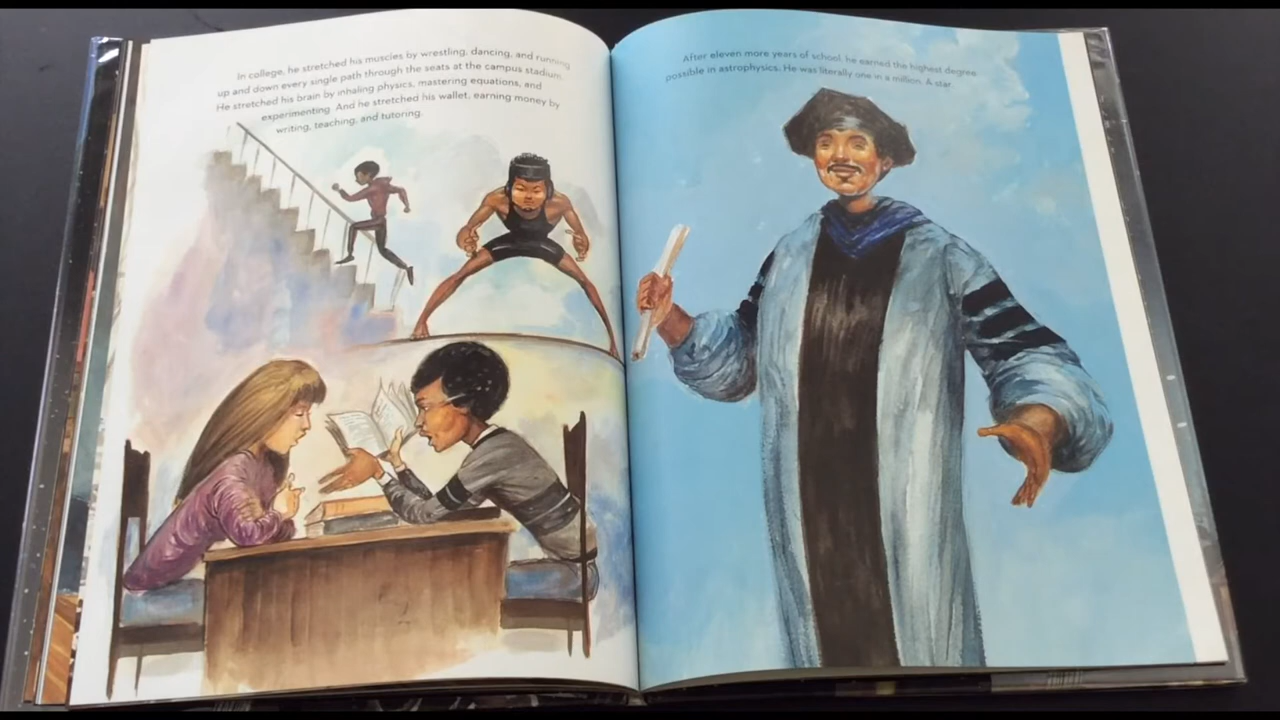 In college, he stretched his muscles by wrestling, dancing, and running
up and down every single path through the seats at the campus stadium.
He stretched his brain by inhaling physics, mastering equations, and
experimenting. And he stretched his wallet, earning money by
writing, teaching, and tutoring.
After eleven more years of school, he earned the highest degree
possible in astrophysics. He was literally one in a million. A star.